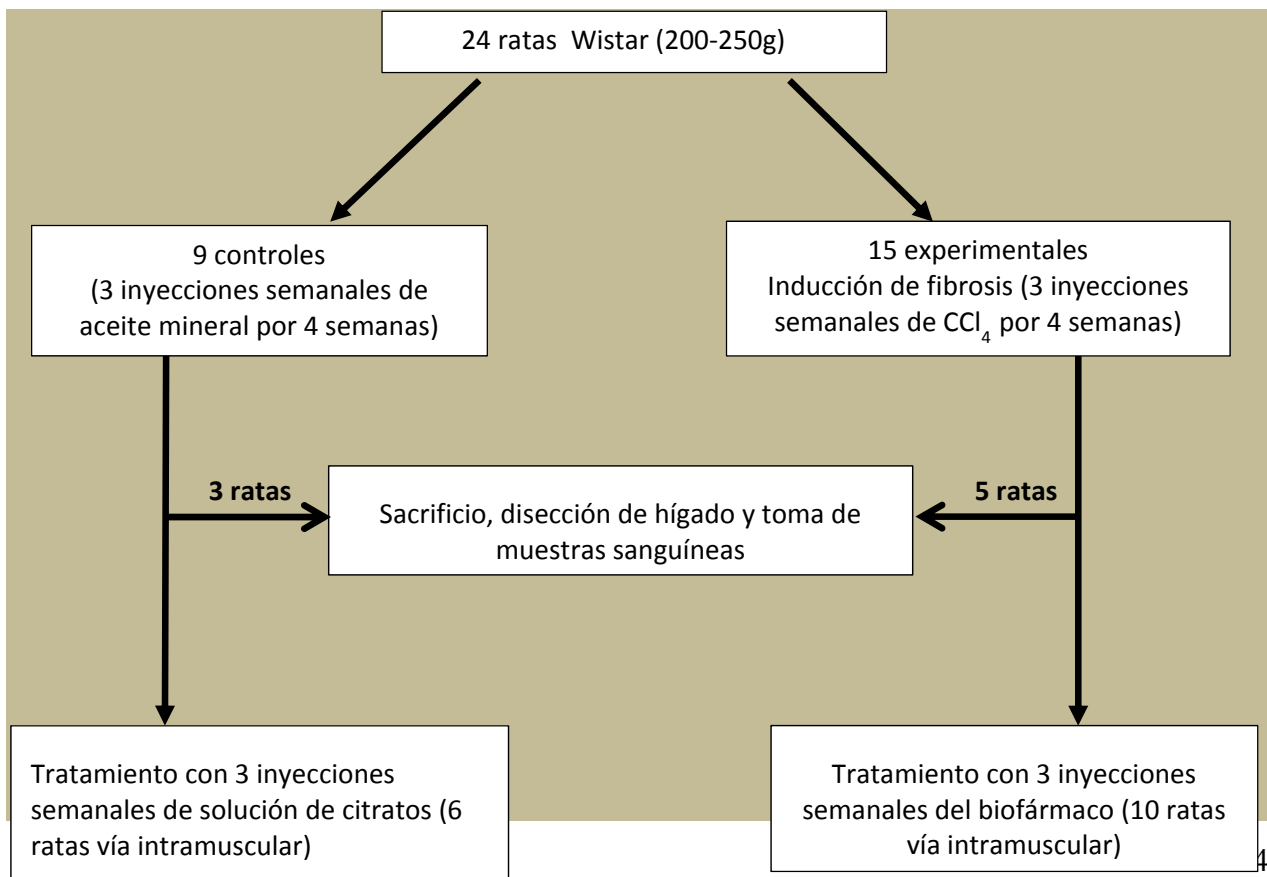 24 ratas  Wistar (200-250g)
9 controles
(3 inyecciones semanales de
aceite mineral por 4 semanas)
15 experimentales
Inducción de fibrosis (3 inyecciones
semanales de CCl4 por 4 semanas)
3 ratas
Sacrificio, disección de hígado y toma de
muestras sanguíneas
5 ratas
Tratamiento con 3 inyecciones
semanales de solución de citratos (6
ratas vía intramuscular)
Tratamiento con 3 inyecciones
semanales del biofármaco (10 ratas
vía intramuscular)
4